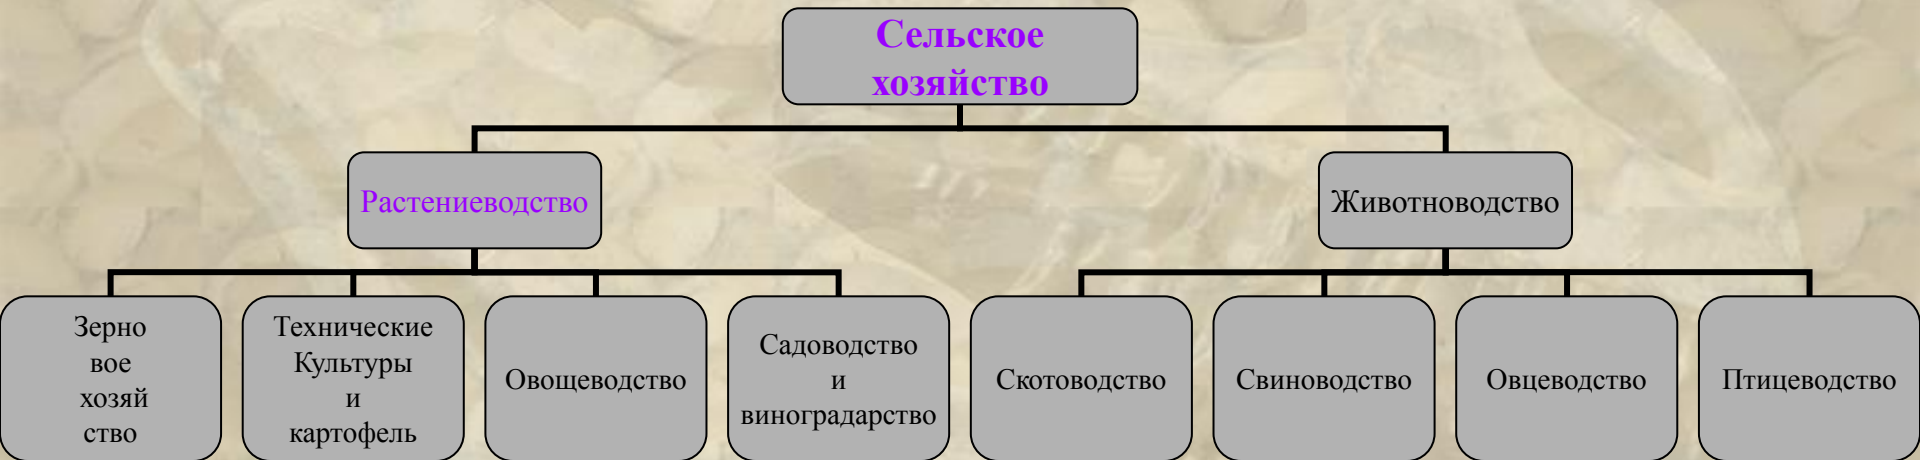 Сельское
хозяйство
Растениеводство
Животноводство
Зерно
вое
хозяй
ство
Технические
Культуры
и
картофель
Овощеводство
Садоводство
и
виноградарство
Скотоводство
Свиноводство
Овцеводство
Птицеводство